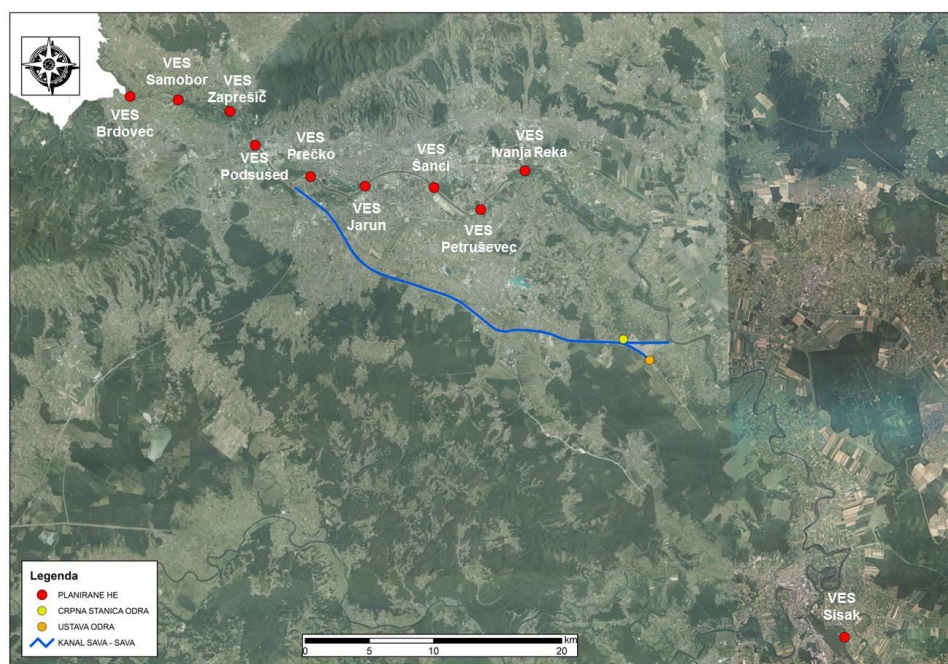 VES
Samobor
VES
Zaprešić
VES
Brdovec
VES
Podsused
VES
Prečko
VES
Jarun
VES
Šanci
VES
Ivanja Reka
VES
Petruševec
VES
Sisak
Legenda
PLANIRANE HE
CRPNA STANICA ODRA
USTAVA ODRA
KANAL SAVA - SAVA
km
0 5 10 20